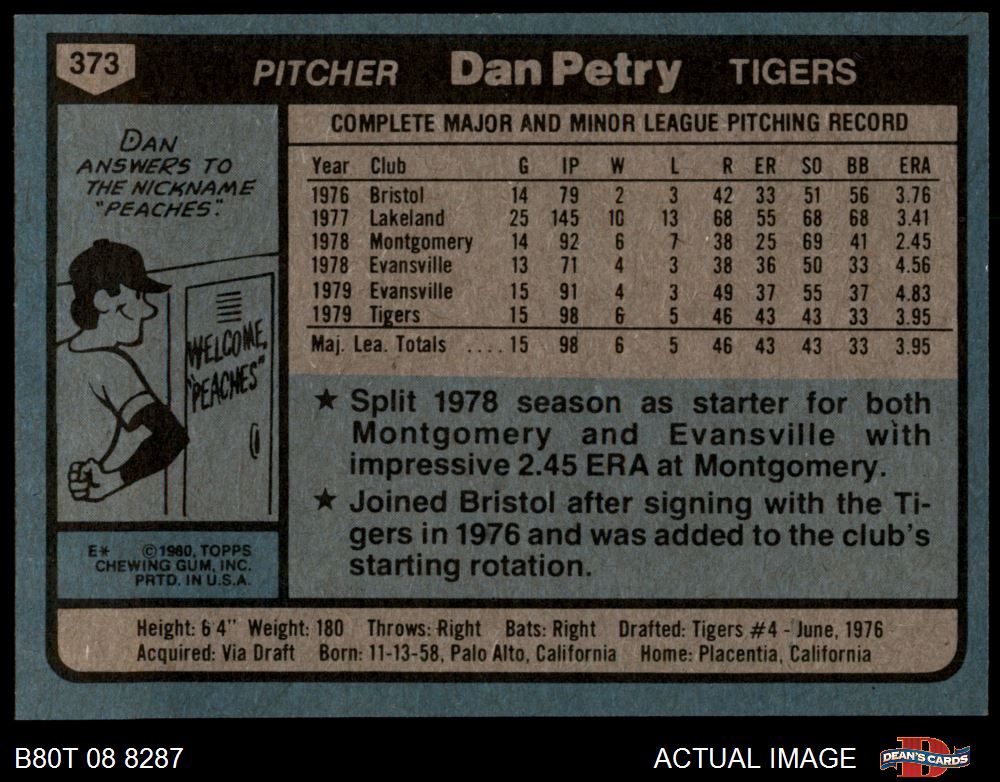 373
PITCHER Dan Petry TIGERS
DAN
ANSWERS TO
THE NICKNAME
"PEACHES".
WELCOME,
"PEACHES"
E* ©1980, TOPPS
CHEWING GUM, INC.
PRTD. IN U.S.A.
COMPLETE MAJOR AND MINOR LEAGUE PITCHING RECORD
Year Club G IP W L R ER SO BB ERA
1976 Bristol 14 79 2 3 42 33 51 56 3.76
1977 Lakeland 25 145 10 13 68 55 68 68 3.41
1978 Montgomery 14 92 6 7 38 25 69 41 2.45
1978 Evansville 13 71 4 3 38 36 50 33 4.56
1979 Evansville 15 91 4 3 49 37 55 37 4.83
1979 Tigers 15 98 6 5 46 43 43 33 3.95
Maj. Lea. Totals .... 15 98 6 5 46 43 43 33 3.95
★ Split 1978 season as starter for both
Montgomery and Evansville with
impressive 2.45 ERA at Montgomery.
★ Joined Bristol after signing with the Ti-
gers in 1976 and was added to the club's
starting rotation.
Height: 6'4" Weight: 180 Throws: Right Bats: Right Drafted: Tigers #4 - June, 1976
Acquired: Via Draft Born: 11-13-58, Palo Alto, California Home: Placentia, California
B80T 08 8287
ACTUAL IMAGE
DEAN'S CARDS